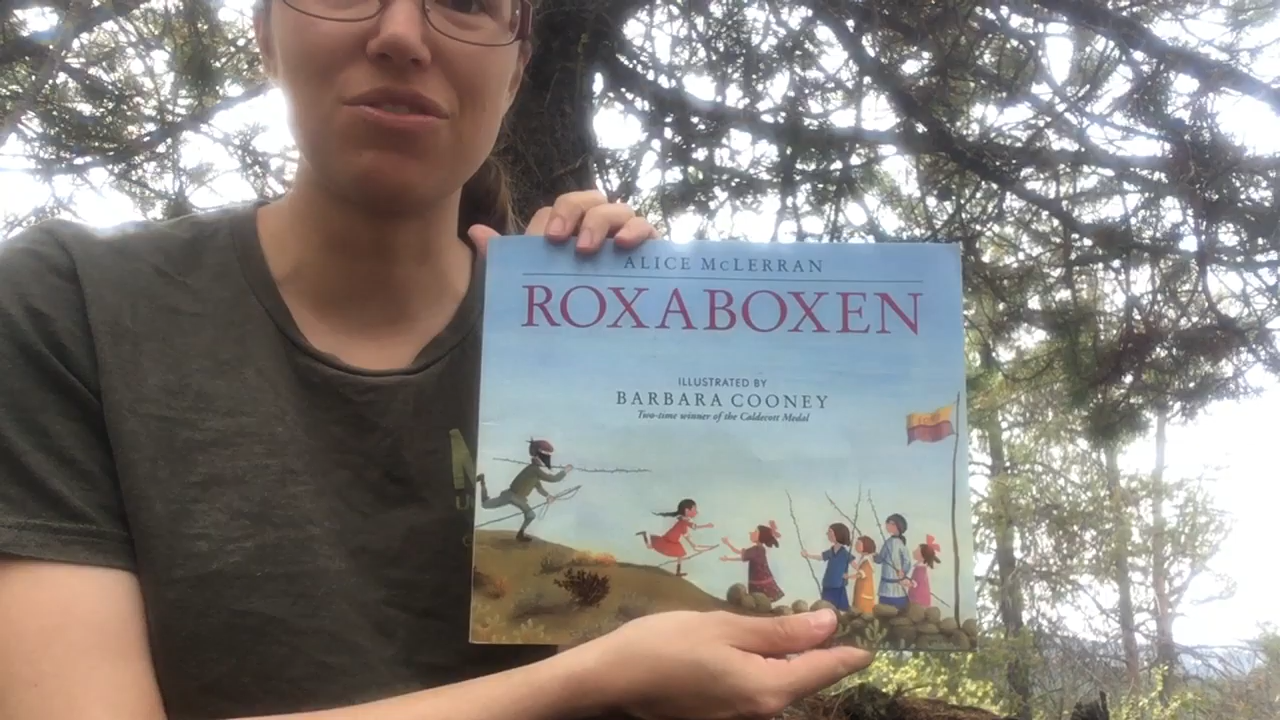 ALICE McLERRAN
ROXABOXEN
ILLUSTRATED BY
BARBARA COONEY
Two-time winner of the Caldecott Medal